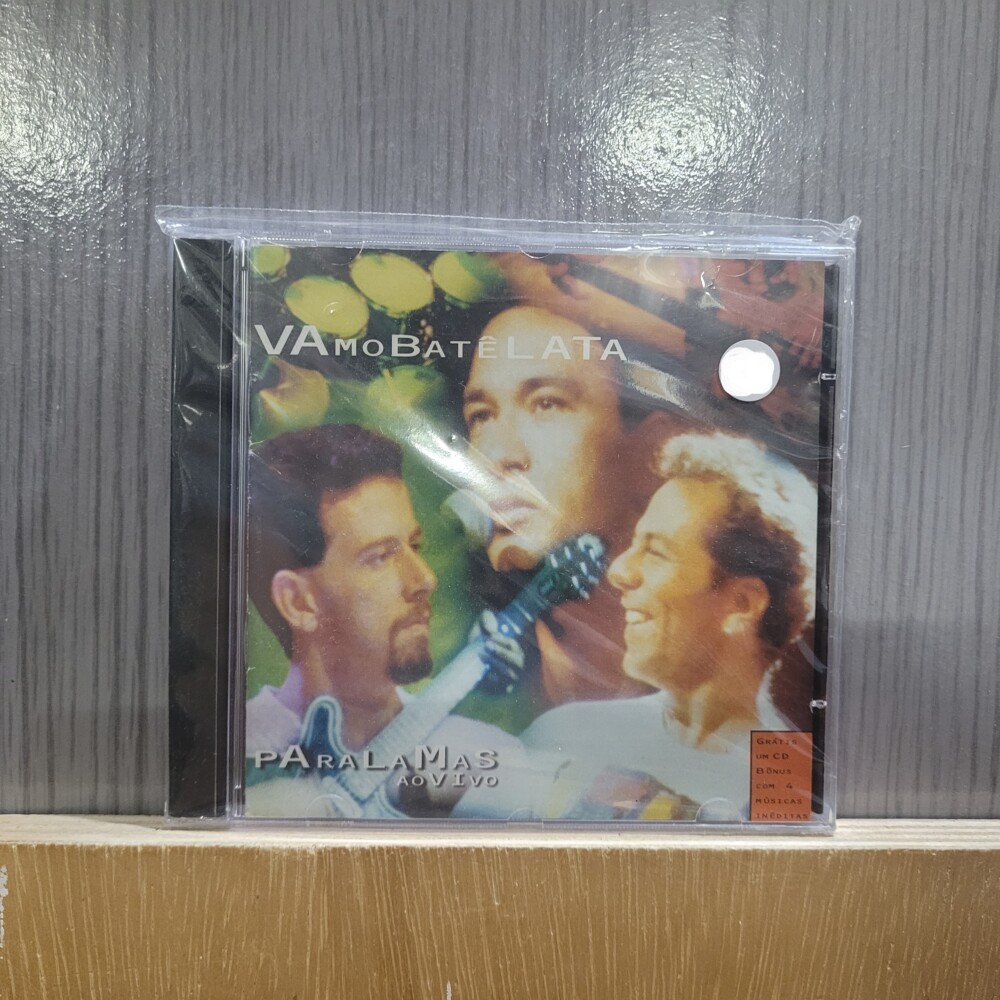 VAmoBatêLATA
pAraLaMaS
AOVIVO
Grátis
um CD
Bônus
com 4
músicas
inéditas